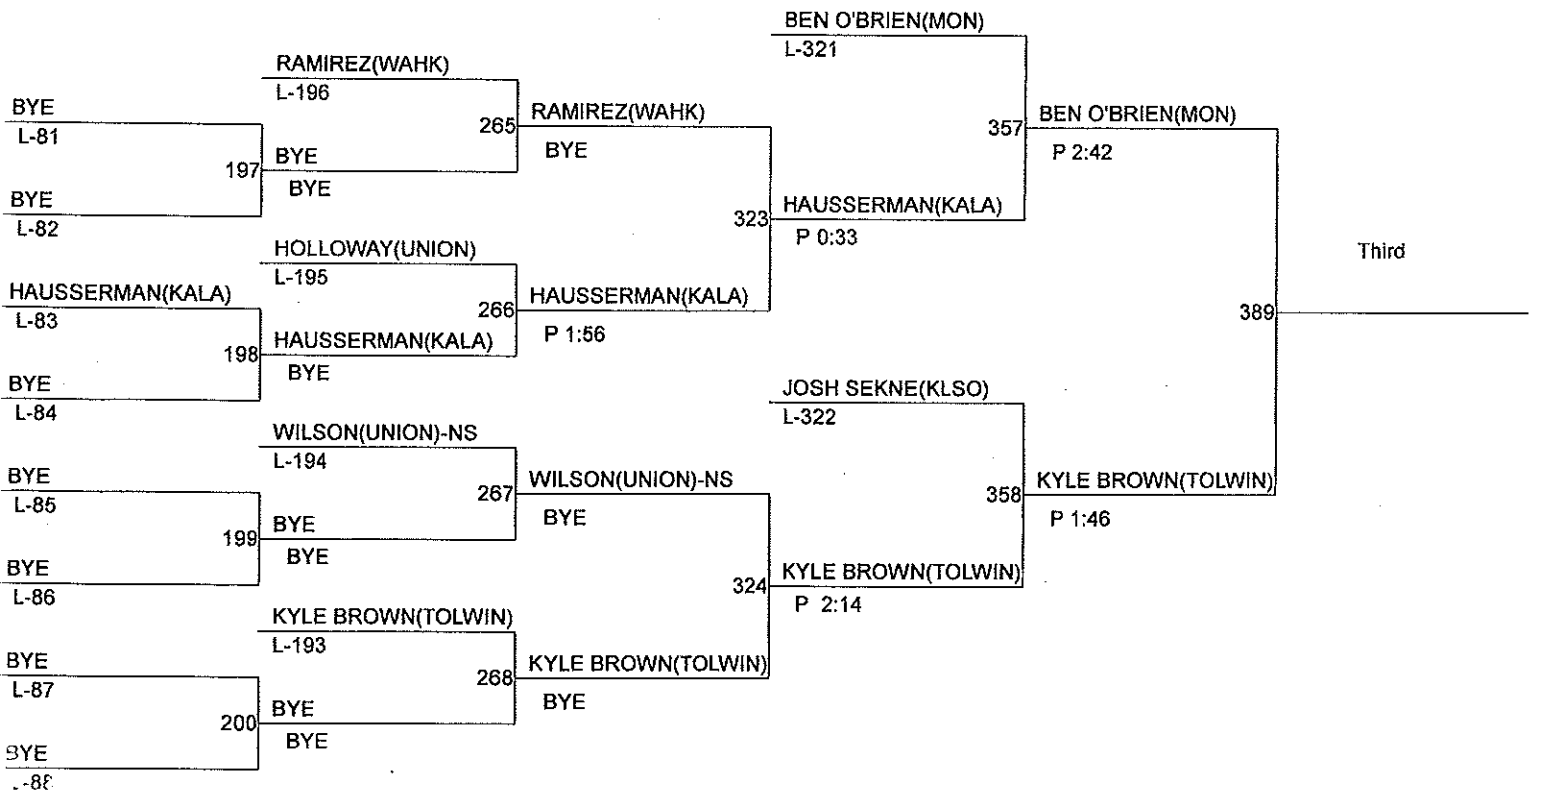 BEN O'BRIEN(MON)
L-321
RAMIREZ(WAHK)
L-196
BYE
L-81
265
RAMIREZ(WAHK)
BYE
357
BEN O'BRIEN(MON)
P 2:42
197
BYE
BYE
BYE
L-82
323
HAUSSERMAN(KALA)
P 0:33
HOLLOWAY(UNION)
L-195
Third
HAUSSERMAN(KALA)
L-83
266
HAUSSERMAN(KALA)
P 1:56
389
198
HAUSSERMAN(KALA)
BYE
BYE
L-84
JOSH SEKNE(KLSO)
L-322
WILSON(UNION)-NS
L-194
BYE
L-85
267
WILSON(UNION)-NS
BYE
358
KYLE BROWN(TOLWIN)
P 1:46
199
BYE
BYE
BYE
L-86
324
KYLE BROWN(TOLWIN)
P 2:14
KYLE BROWN(TOLWIN)
L-193
BYE
L-87
268
KYLE BROWN(TOLWIN)
BYE
200
BYE
BYE
BYE